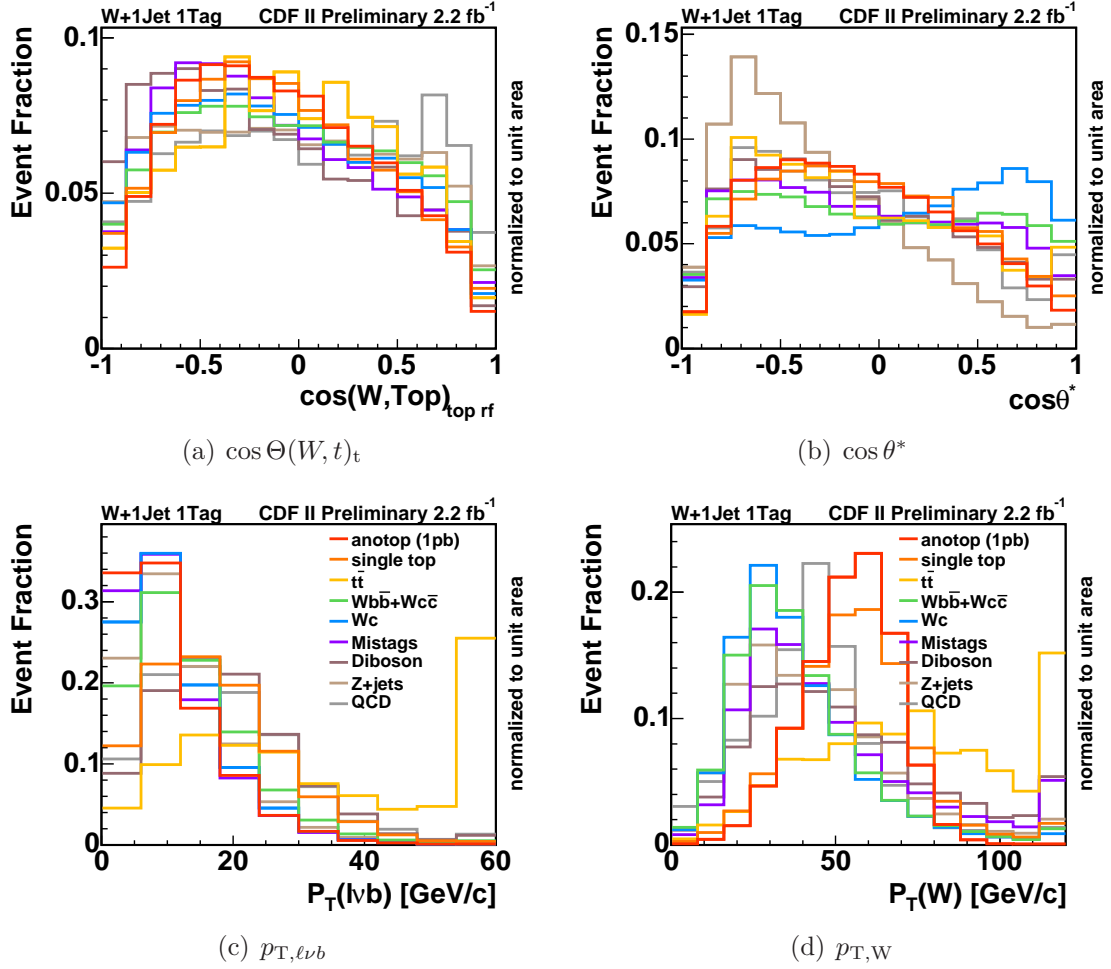 W+1Jet 1Tag CDF II Preliminary 2.2 fb⁻¹
Event Fraction
normalized to unit area
0.1
0.05
0
-1 -0.5 0 0.5 1
cos(W,Top)top rf
(a) cos Θ(W, t)t
W+1Jet 1Tag CDF II Preliminary 2.2 fb⁻¹
Event Fraction
normalized to unit area
0.15
0.1
0.05
0
-1 -0.5 0 0.5 1
cosθ*
(b) cos θ*
W+1Jet 1Tag CDF II Preliminary 2.2 fb⁻¹
Event Fraction
normalized to unit area
0.3
0.2
0.1
0
anotop (1pb)
single top
tt̄
Wbb̄+Wcc̄
Wc
Mistags
Diboson
Z+jets
QCD
0 20 40 60
P_T(lνb) [GeV/c]
(c) p_T,ℓνb
W+1Jet 1Tag CDF II Preliminary 2.2 fb⁻¹
Event Fraction
normalized to unit area
0.2
0.1
0
anotop (1pb)
single top
tt̄
Wbb̄+Wcc̄
Wc
Mistags
Diboson
Z+jets
QCD
0 50 100
P_T(W) [GeV/c]
(d) p_T,W